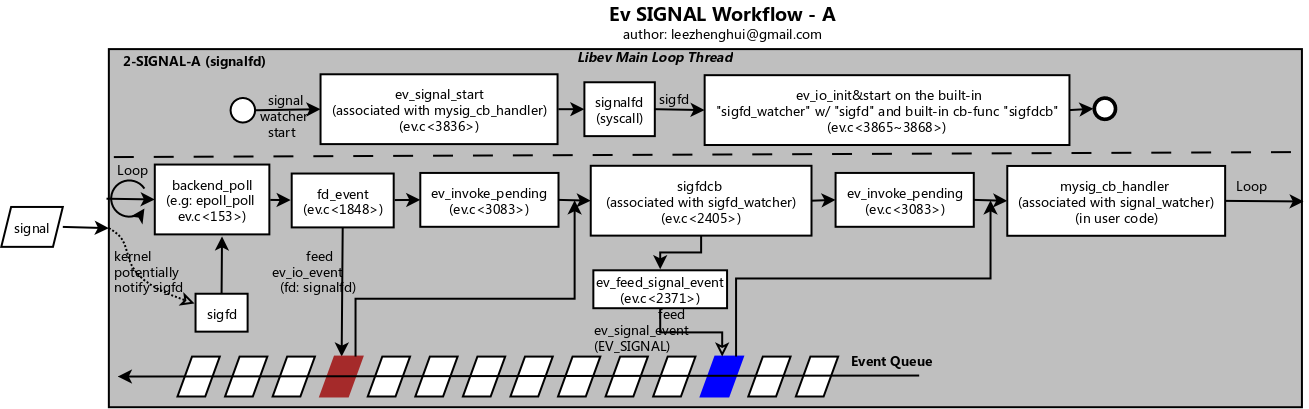 Ev SIGNAL Workflow - A
author: leezhenghui@gmail.com
2-SIGNAL-A (signalfd)
Libev Main Loop Thread
signal
watcher
start
ev_signal_start
(associated with mysig_cb_handler)
(ev.c<3836>)
signalfd
(syscall)
sigfd
ev_io_init&start on the built-in
"sigfd_watcher" w/ "sigfd" and built-in cb-func "sigfdcb"
(ev.c<3865~3868>)
Loop
backend_poll
(e.g: epoll_poll
ev.c<153>)
fd_event
(ev.c<1848>)
ev_invoke_pending
(ev.c<3083>)
sigfdcb
(associated with sigfd_watcher)
(ev.c<2405>)
ev_invoke_pending
(ev.c<3083>)
mysig_cb_handler
(associated with signal_watcher)
(in user code)
Loop
signal
kernel
potentially
notify sigfd
sigfd
feed
ev_io_event
(fd: signalfd)
ev_feed_signal_event
(ev.c<2371>)
feed
ev_signal_event
(EV_SIGNAL)
Event Queue